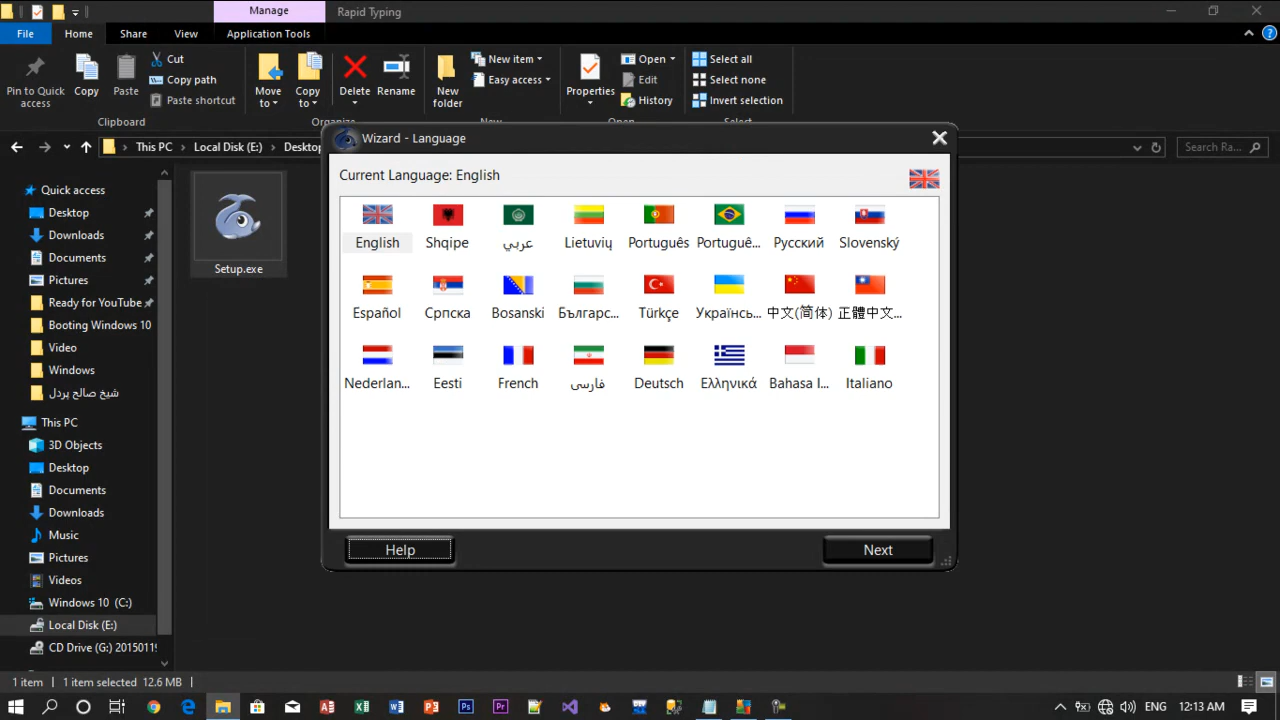 Manage
Rapid Typing
File
Home
Share
View
Application Tools
Pin to Quick
access
Copy
Paste
Cut
Copy path
Paste shortcut
Move
to
Copy
to
Delete
Rename
New
folder
New item
Easy access
Properties
Open
Edit
History
Select all
Select none
Invert selection
Clipboard
Organize
New
Open
Select
This PC
Local Disk (E:)
Desktop
Search Ra...
Quick access
Desktop
Downloads
Documents
Pictures
Ready for YouTube
Booting Windows 10
Video
Windows
شيخ صالح پردل
This PC
3D Objects
Desktop
Documents
Downloads
Music
Pictures
Videos
Windows 10 (C:)
Local Disk (E:)
CD Drive (G:) 20150119
Setup.exe
Wizard - Language
Current Language: English
English
Shqipe
عربي
Lietuvių
Português
Portuguê...
Русский
Slovenský
Español
Српска
Bosanski
Българс...
Türkçe
Українсь...
中文(简体)
正體中文...
Nederlan...
Eesti
French
فارسی
Deutsch
Ελληνικά
Bahasa I...
Italiano
Help
Next
1 item
1 item selected 12.6 MB
12:13 AM